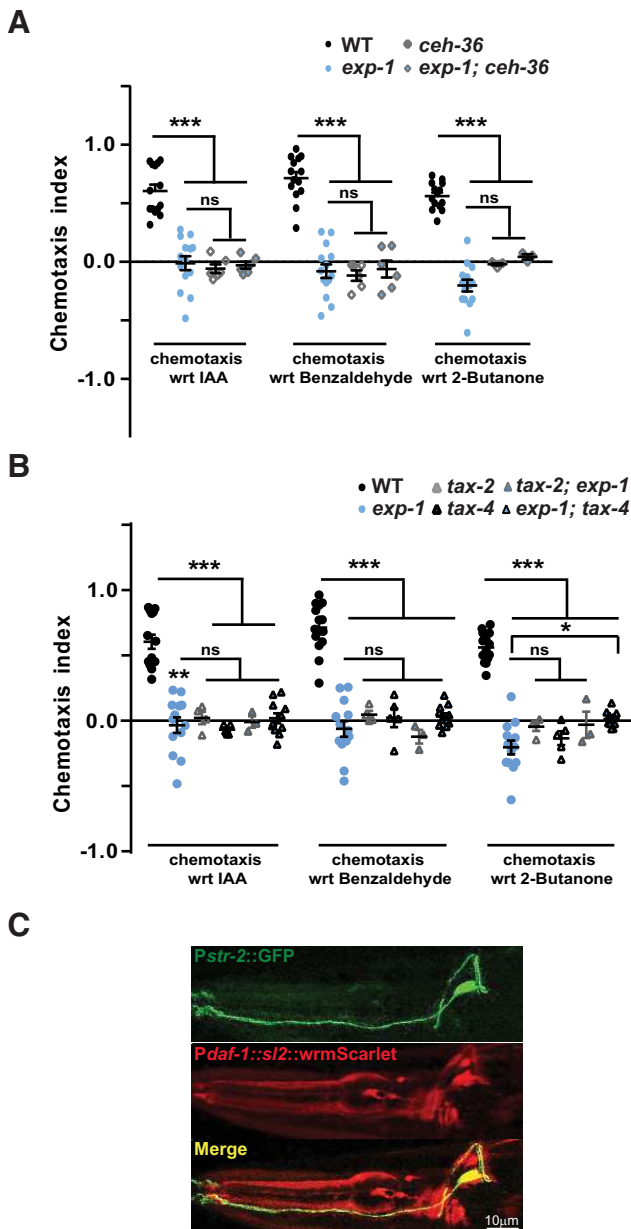 A
WT ceh-36
exp-1 exp-1; ceh-36
*** *** ***
1.0
ns ns ns
Chemotaxis index
0.0
chemotaxis chemotaxis chemotaxis
wrt IAA wrt Benzaldehyde wrt 2-Butanone
-1.0
B
WT tax-2 tax-2; exp-1
exp-1 tax-4 exp-1; tax-4
*** *** ***
1.0
*
ns ns ns
**
Chemotaxis index
0.0
-1.0
chemotaxis chemotaxis chemotaxis
wrt IAA wrt Benzaldehyde wrt 2-Butanone
C
Pstr-2::GFP
Pdaf-1::sl2::wrmScarlet
Merge
10µm